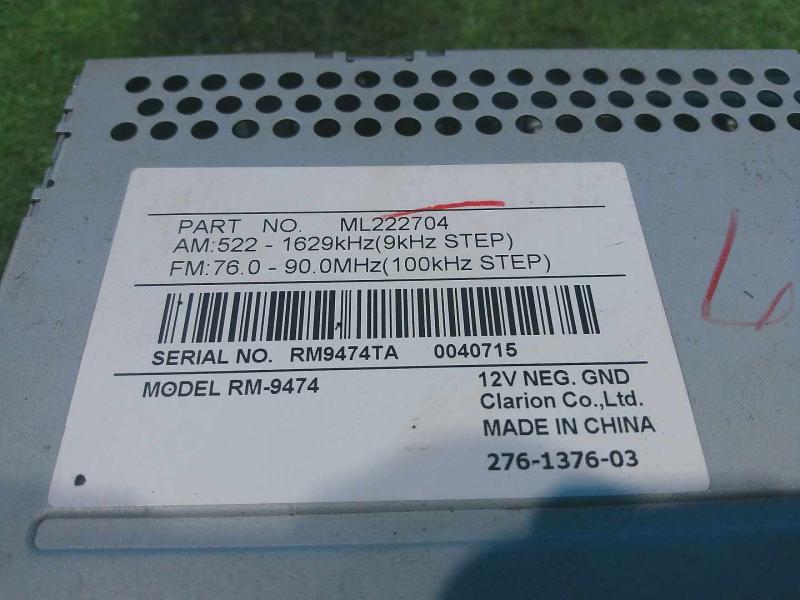 PART NO. ML222704
AM:522 - 1629kHz(9kHz STEP)
FM:76.0 - 90.0MHz(100kHz STEP)
SERIAL NO. RM9474TA 0040715
MODEL RM-9474
12V NEG. GND
Clarion Co.,Ltd.
MADE IN CHINA
276-1376-03